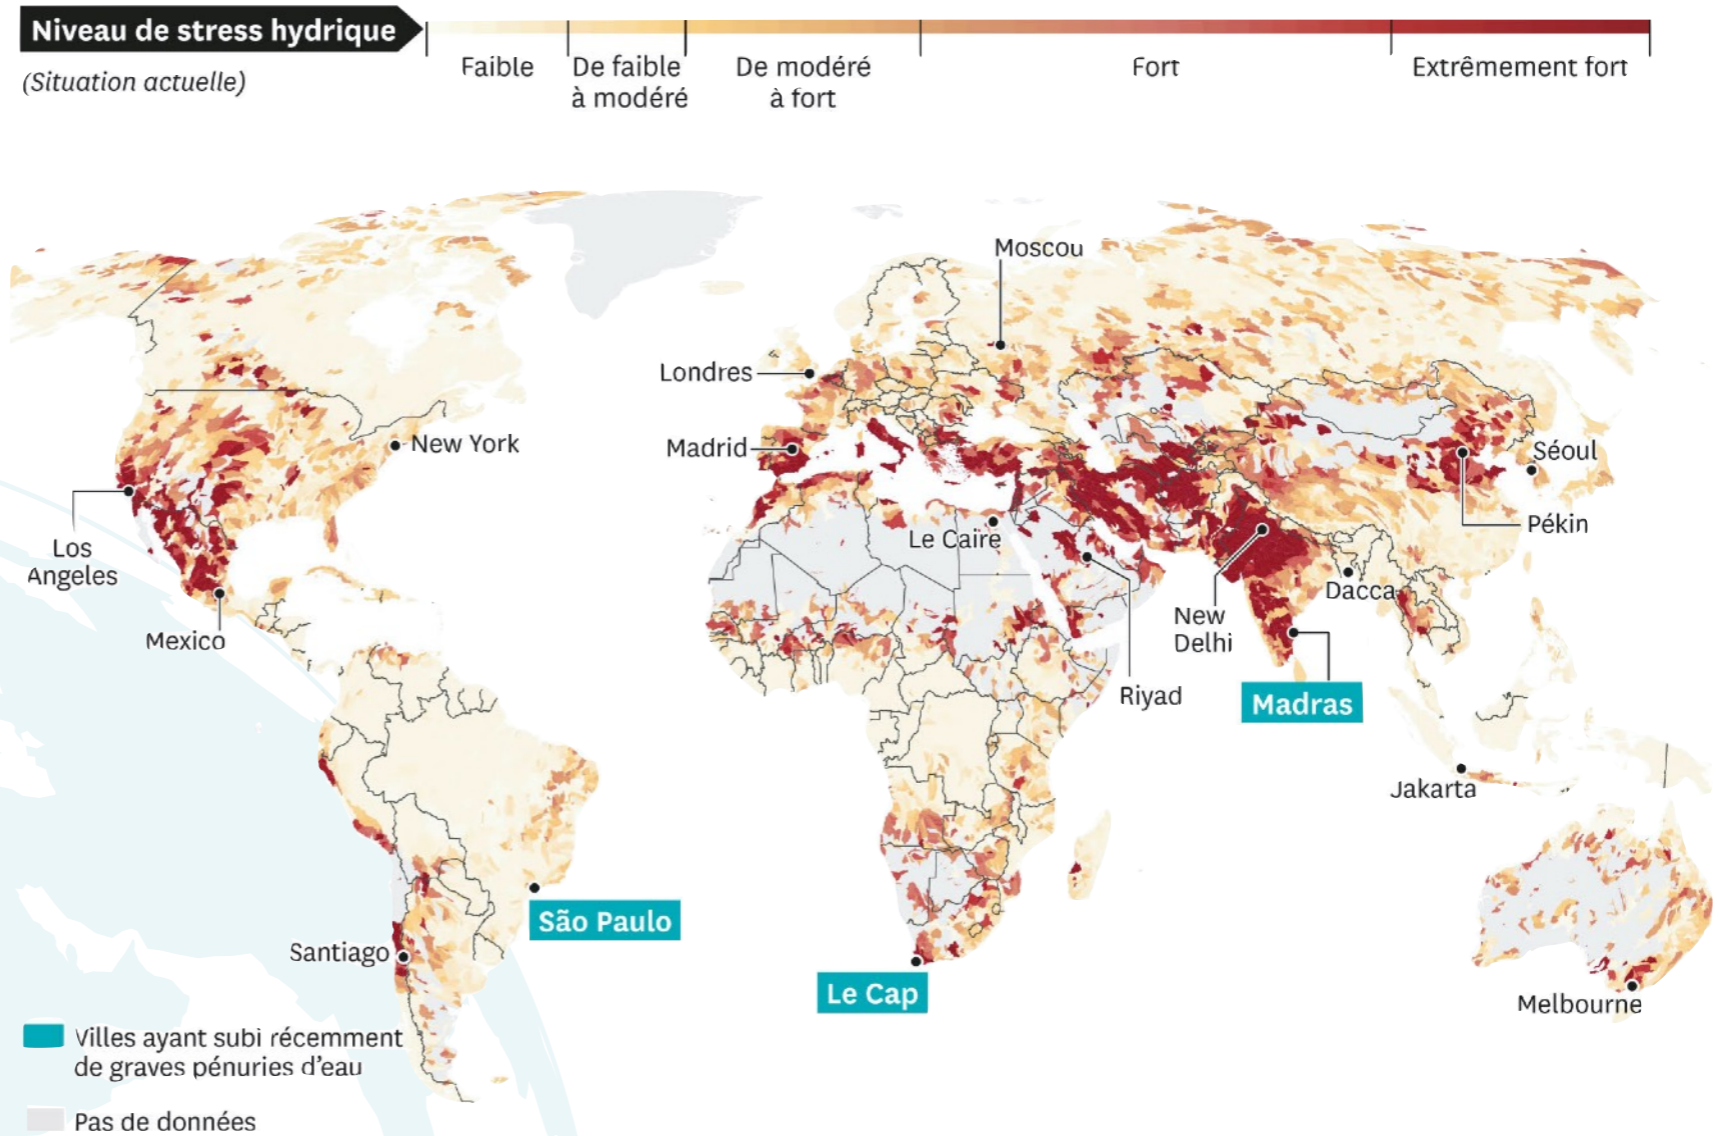 Niveau de stress hydrique
(Situation actuelle)
Faible
De faible
à modéré
De modéré
à fort
Fort
Extrêmement fort
Moscou
Londres
Madrid
New York
Séoul
Pékin
Los
Angeles
Le Caire
Dacca
Mexico
New
Delhi
Riyad
Madras
Jakarta
São Paulo
Santiago
Le Cap
Melbourne
Villes ayant subi récemment
de graves pénuries d'eau
Pas de données